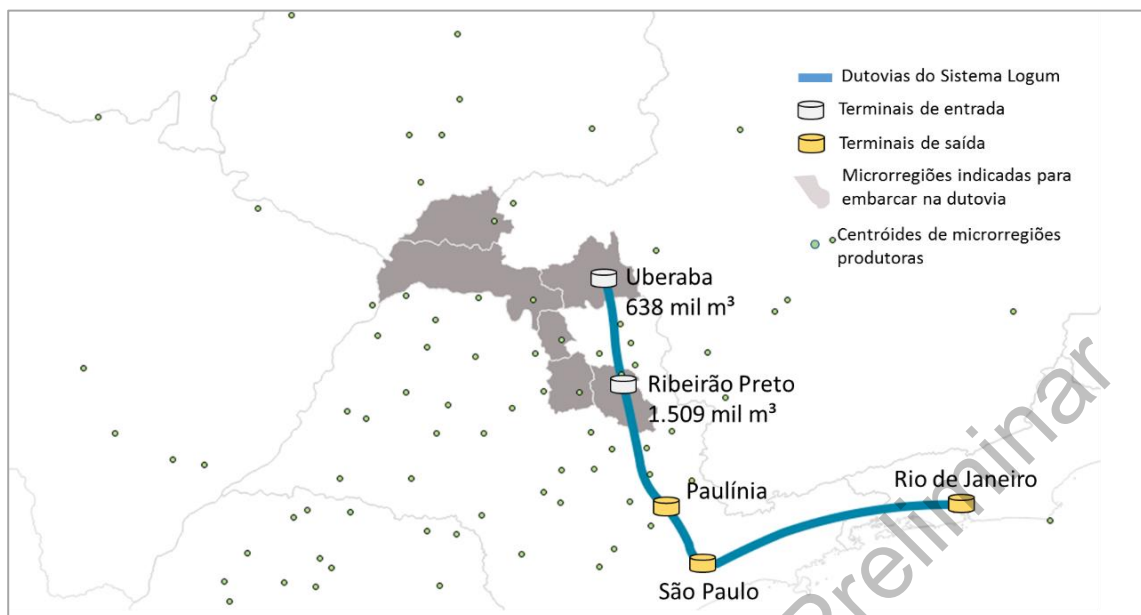 Dutovias do Sistema Logum
Terminais de entrada
Terminais de saída
Microrregiões indicadas para
embarcar na dutovia
Centróides de microrregiões
produtoras
Uberaba
638 mil m³
Ribeirão Preto
1.509 mil m³
Paulínia
Rio de Janeiro
São Paulo
Preliminar